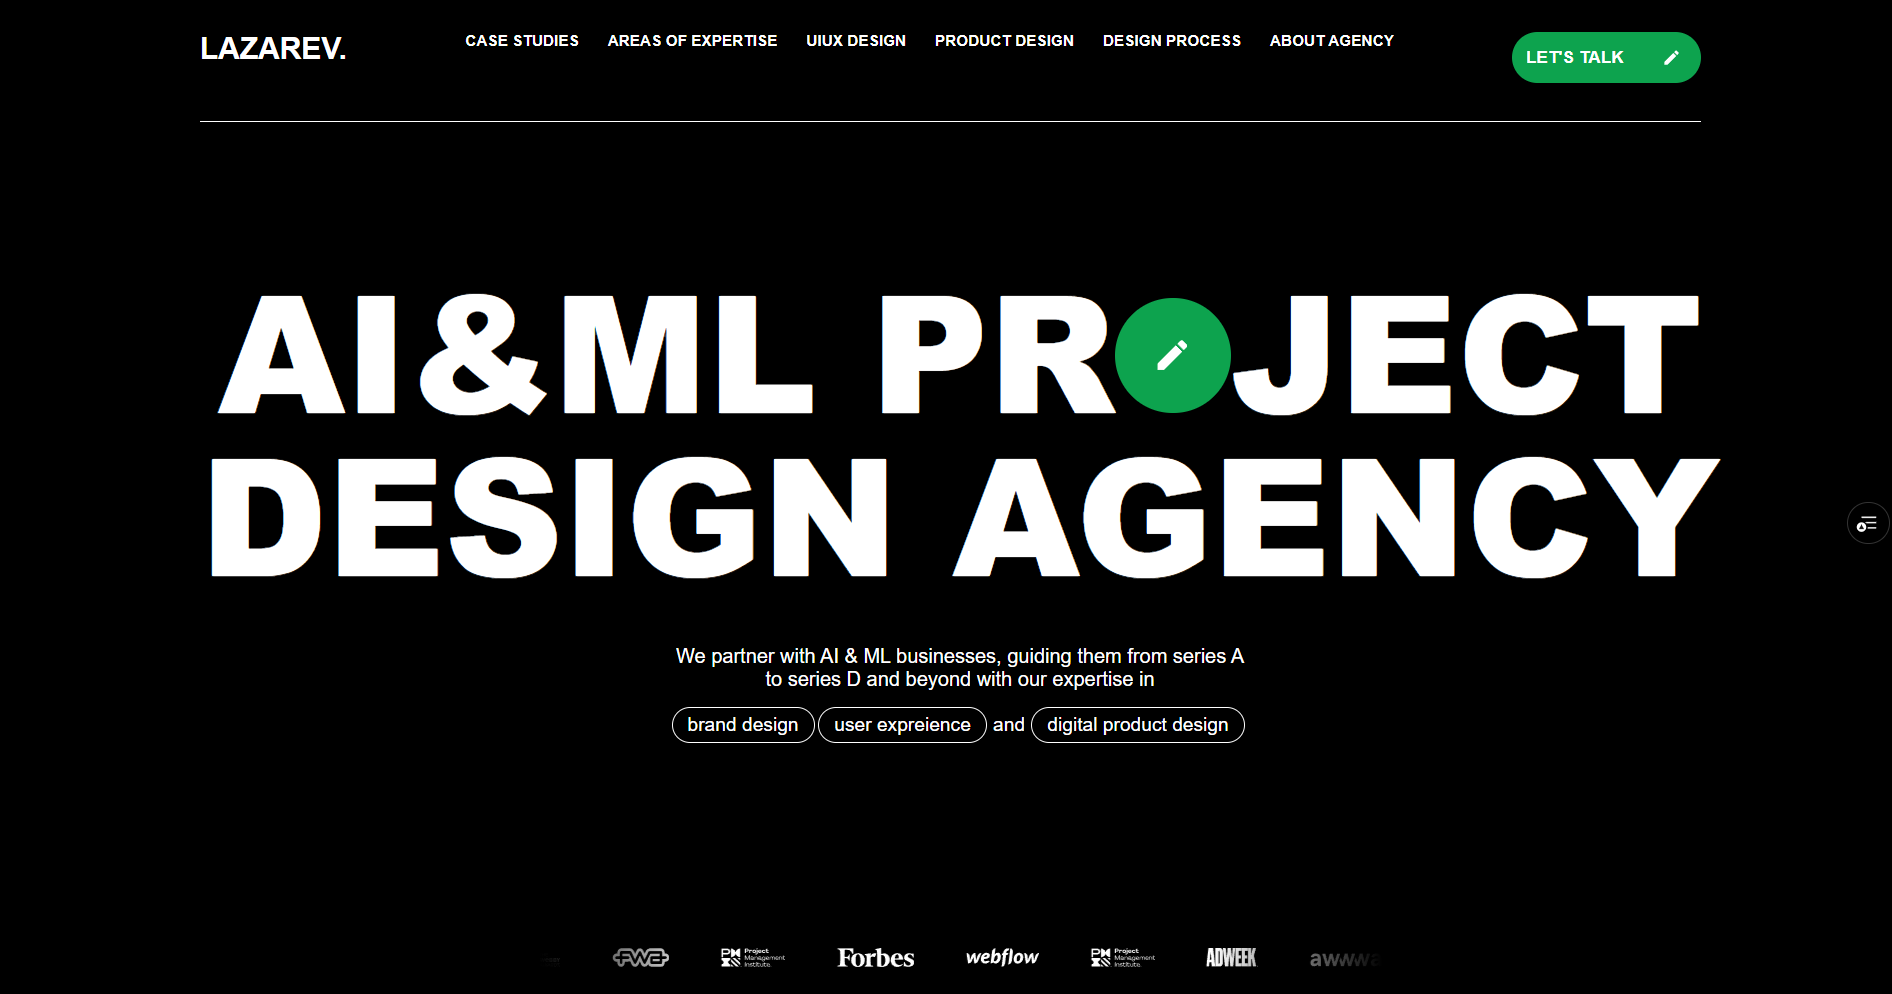 LAZAREV.
CASE STUDIES AREAS OF EXPERTISE UIUX DESIGN PRODUCT DESIGN DESIGN PROCESS ABOUT AGENCY
LET'S TALK
AI&ML PROJECT
DESIGN AGENCY
We partner with AI & ML businesses, guiding them from series A
to series D and beyond with our expertise in
brand design user expreience and digital product design
FWA
PMI Project Management Institute.
Forbes
webflow
PMI Project Management Institute.
ADWEEK
awwwa